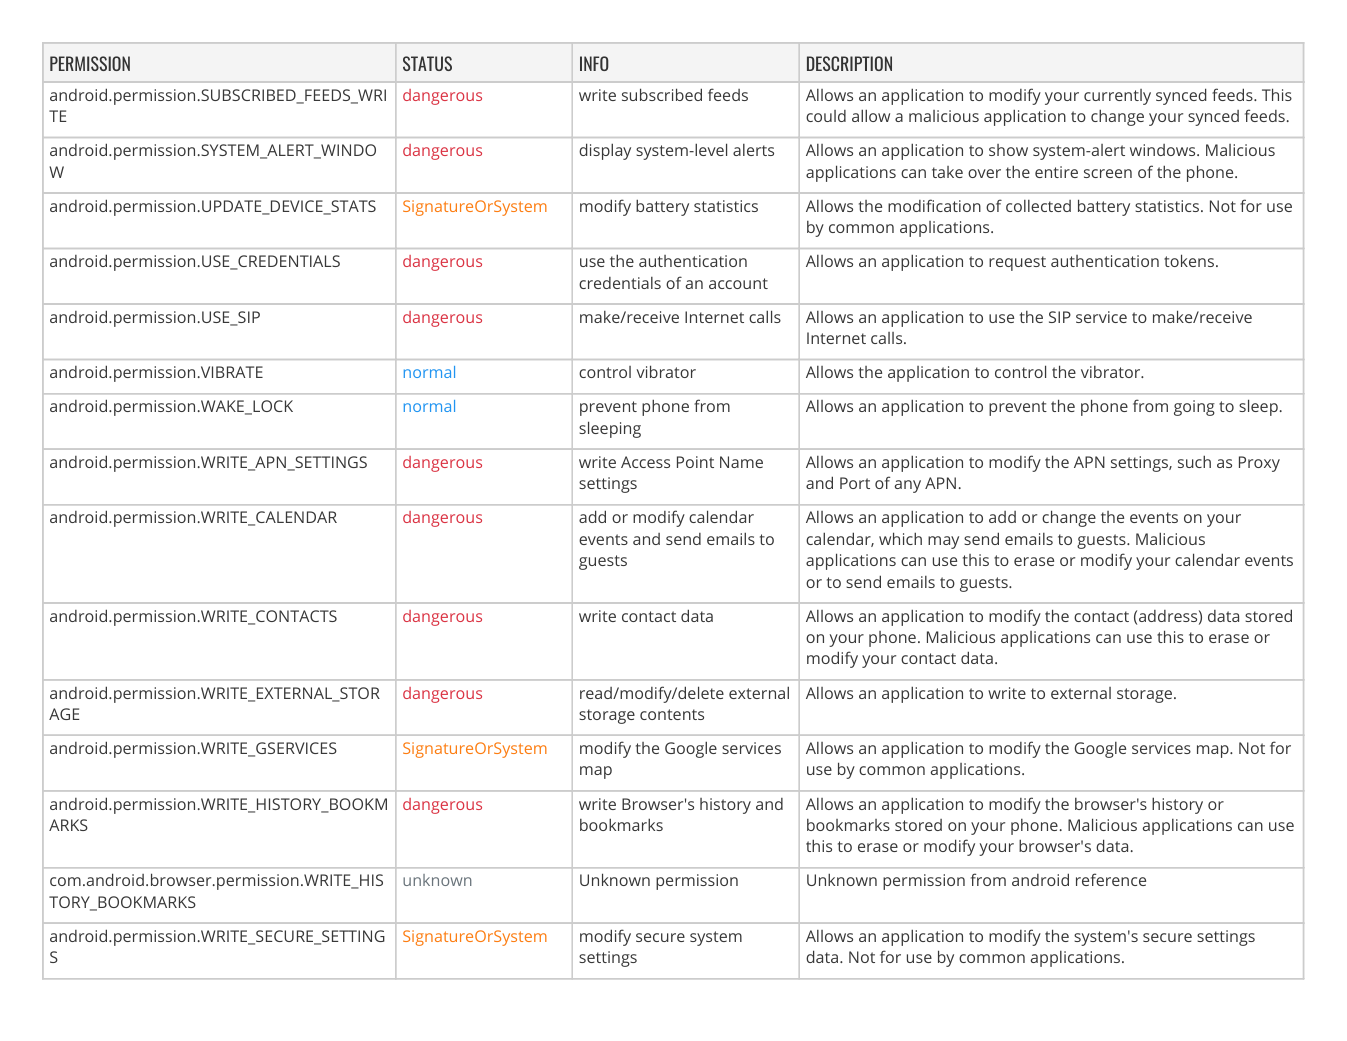 PERMISSION STATUS INFO DESCRIPTION
android.permission.SUBSCRIBED_FEEDS_WRI dangerous write subscribed feeds Allows an application to modify your currently synced feeds. This
TE could allow a malicious application to change your synced feeds.
android.permission.SYSTEM_ALERT_WINDO dangerous display system-level alerts Allows an application to show system-alert windows. Malicious
W applications can take over the entire screen of the phone.
android.permission.UPDATE_DEVICE_STATS SignatureOrSystem modify battery statistics Allows the modification of collected battery statistics. Not for use
by common applications.
android.permission.USE_CREDENTIALS dangerous use the authentication Allows an application to request authentication tokens.
credentials of an account
android.permission.USE_SIP dangerous make/receive Internet calls Allows an application to use the SIP service to make/receive
Internet calls.
android.permission.VIBRATE normal control vibrator Allows the application to control the vibrator.
android.permission.WAKE_LOCK normal prevent phone from Allows an application to prevent the phone from going to sleep.
sleeping
android.permission.WRITE_APN_SETTINGS dangerous write Access Point Name Allows an application to modify the APN settings, such as Proxy
settings and Port of any APN.
android.permission.WRITE_CALENDAR dangerous add or modify calendar Allows an application to add or change the events on your
events and send emails to calendar, which may send emails to guests. Malicious
guests applications can use this to erase or modify your calendar events
or to send emails to guests.
android.permission.WRITE_CONTACTS dangerous write contact data Allows an application to modify the contact (address) data stored
on your phone. Malicious applications can use this to erase or
modify your contact data.
android.permission.WRITE_EXTERNAL_STOR dangerous read/modify/delete external Allows an application to write to external storage.
AGE storage contents
android.permission.WRITE_GSERVICES SignatureOrSystem modify the Google services Allows an application to modify the Google services map. Not for
map use by common applications.
android.permission.WRITE_HISTORY_BOOKM dangerous write Browser's history and Allows an application to modify the browser's history or
ARKS bookmarks bookmarks stored on your phone. Malicious applications can use
this to erase or modify your browser's data.
com.android.browser.permission.WRITE_HIS unknown Unknown permission Unknown permission from android reference
TORY_BOOKMARKS
android.permission.WRITE_SECURE_SETTING SignatureOrSystem modify secure system Allows an application to modify the system's secure settings
S settings data. Not for use by common applications.